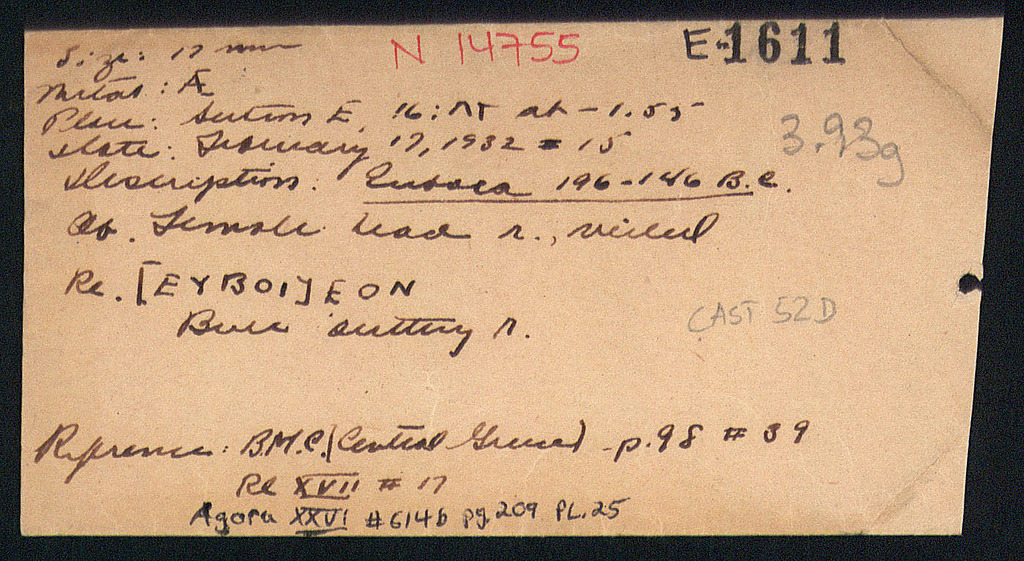 N 14755
E-1611
Size: 17 mm
Metal: Æ
Place: Section E, 16:ΛΓ at -1.55
Date: February 17, 1932 = 15
3.93g
Description: Euboea 196-146 B.C.
Ob. Female head r., veiled
Re. [ΕΥΒΟΙ]ΕΩΝ
Bull butting r.
CAST 52D
Reference: B.M.C. (Central Greece) - p. 98 # 39
Pl XVII # 17
Agora XXVI #614b pg. 209 PL. 25